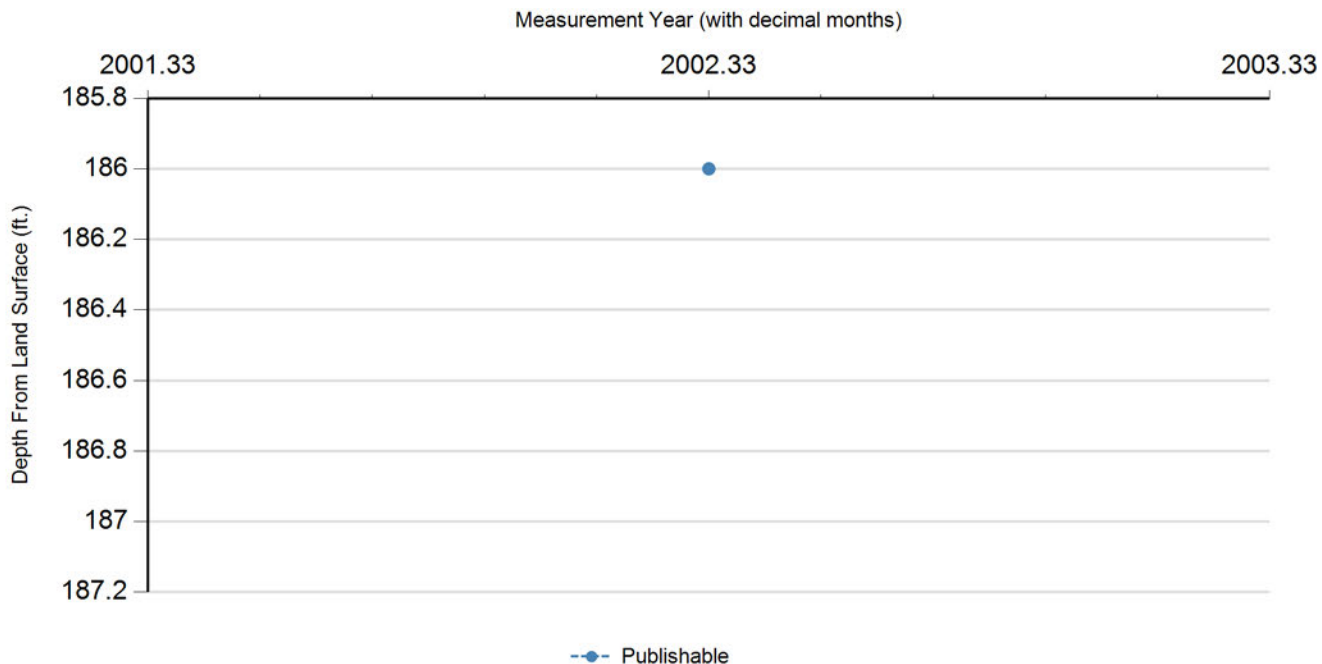 Measurement Year (with decimal months)
2001.33 2002.33 2003.33
185.8
186
186.2
186.4
186.6
186.8
187
187.2
Depth From Land Surface (ft.)
Publishable